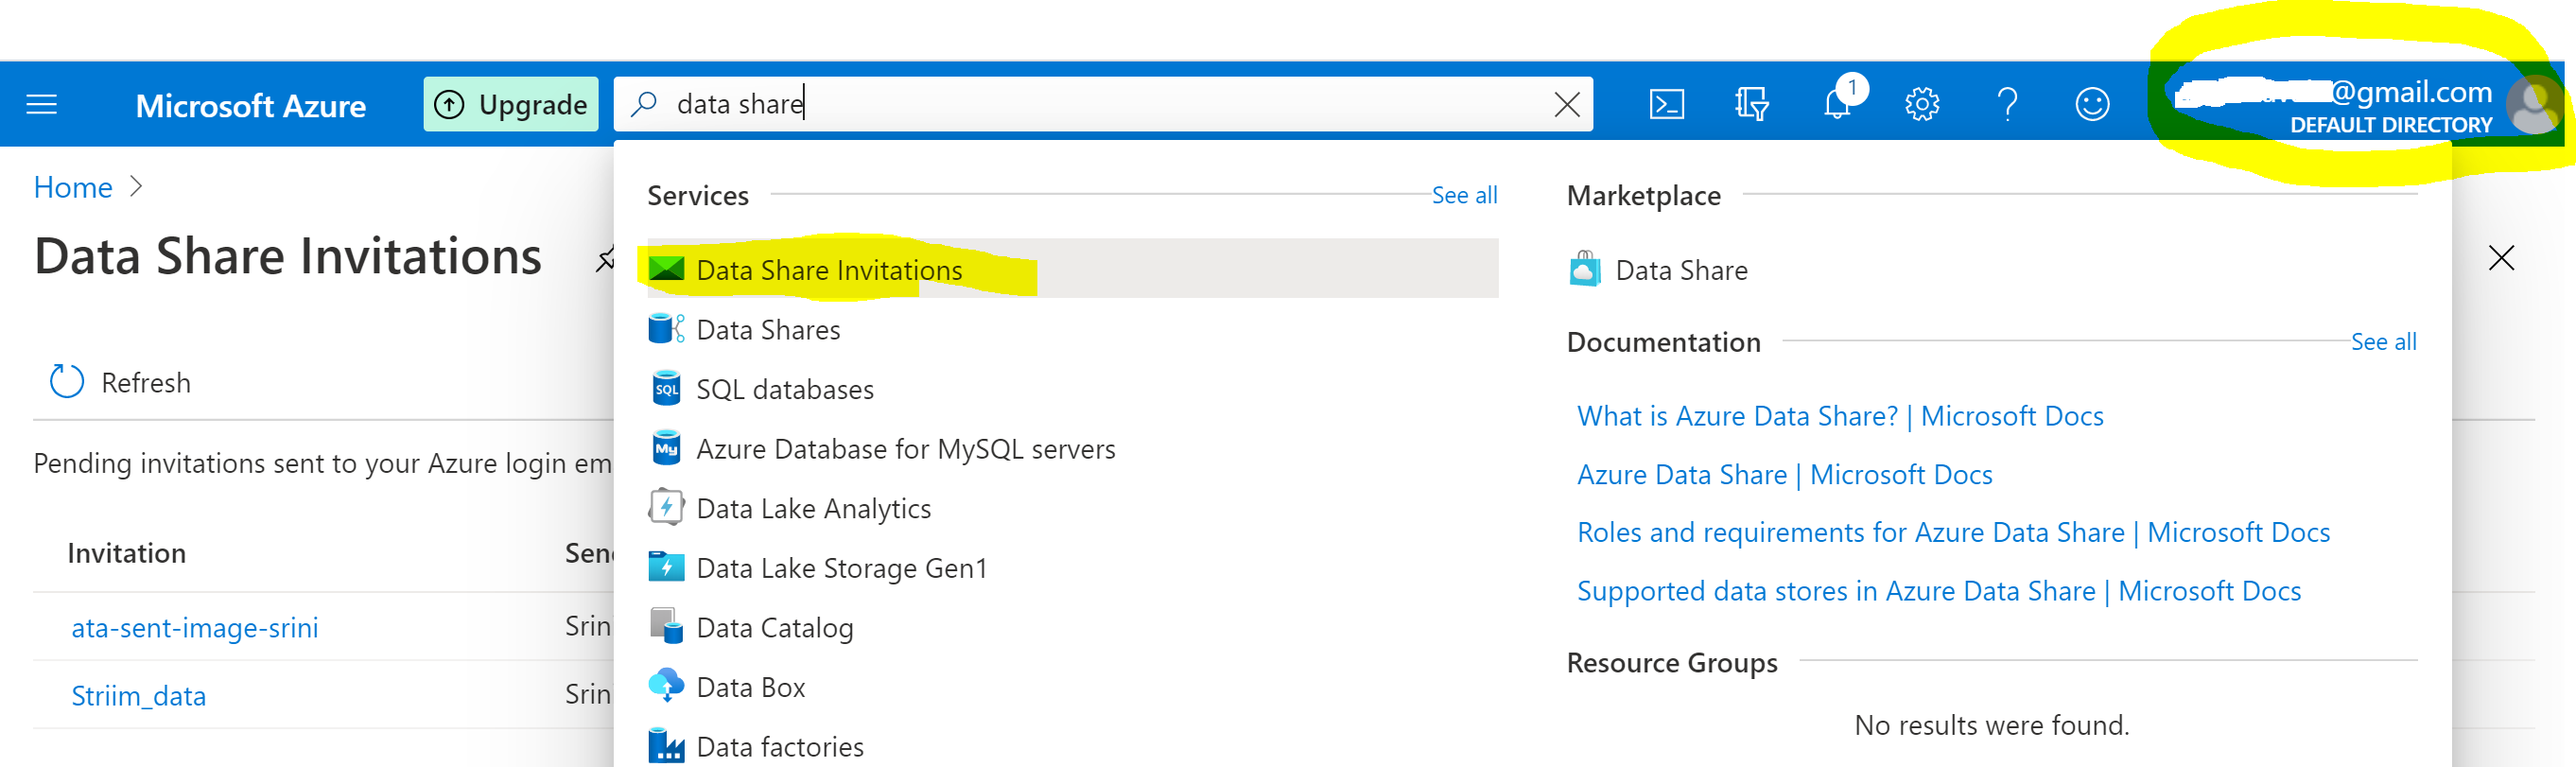 Microsoft Azure
Upgrade
data share
1
@gmail.com
DEFAULT DIRECTORY
Home
Data Share Invitations
Refresh
Pending invitations sent to your Azure login
Invitation
ata-sent-image-srini
Striim_data
Services
See all
Data Share Invitations
Data Shares
SQL databases
Azure Database for MySQL servers
Data Lake Analytics
Data Lake Storage Gen1
Data Catalog
Data Box
Data factories
Marketplace
Data Share
Documentation
See all
What is Azure Data Share? | Microsoft Docs
Azure Data Share | Microsoft Docs
Roles and requirements for Azure Data Share | Microsoft Docs
Supported data stores in Azure Data Share | Microsoft Docs
Resource Groups
No results were found.